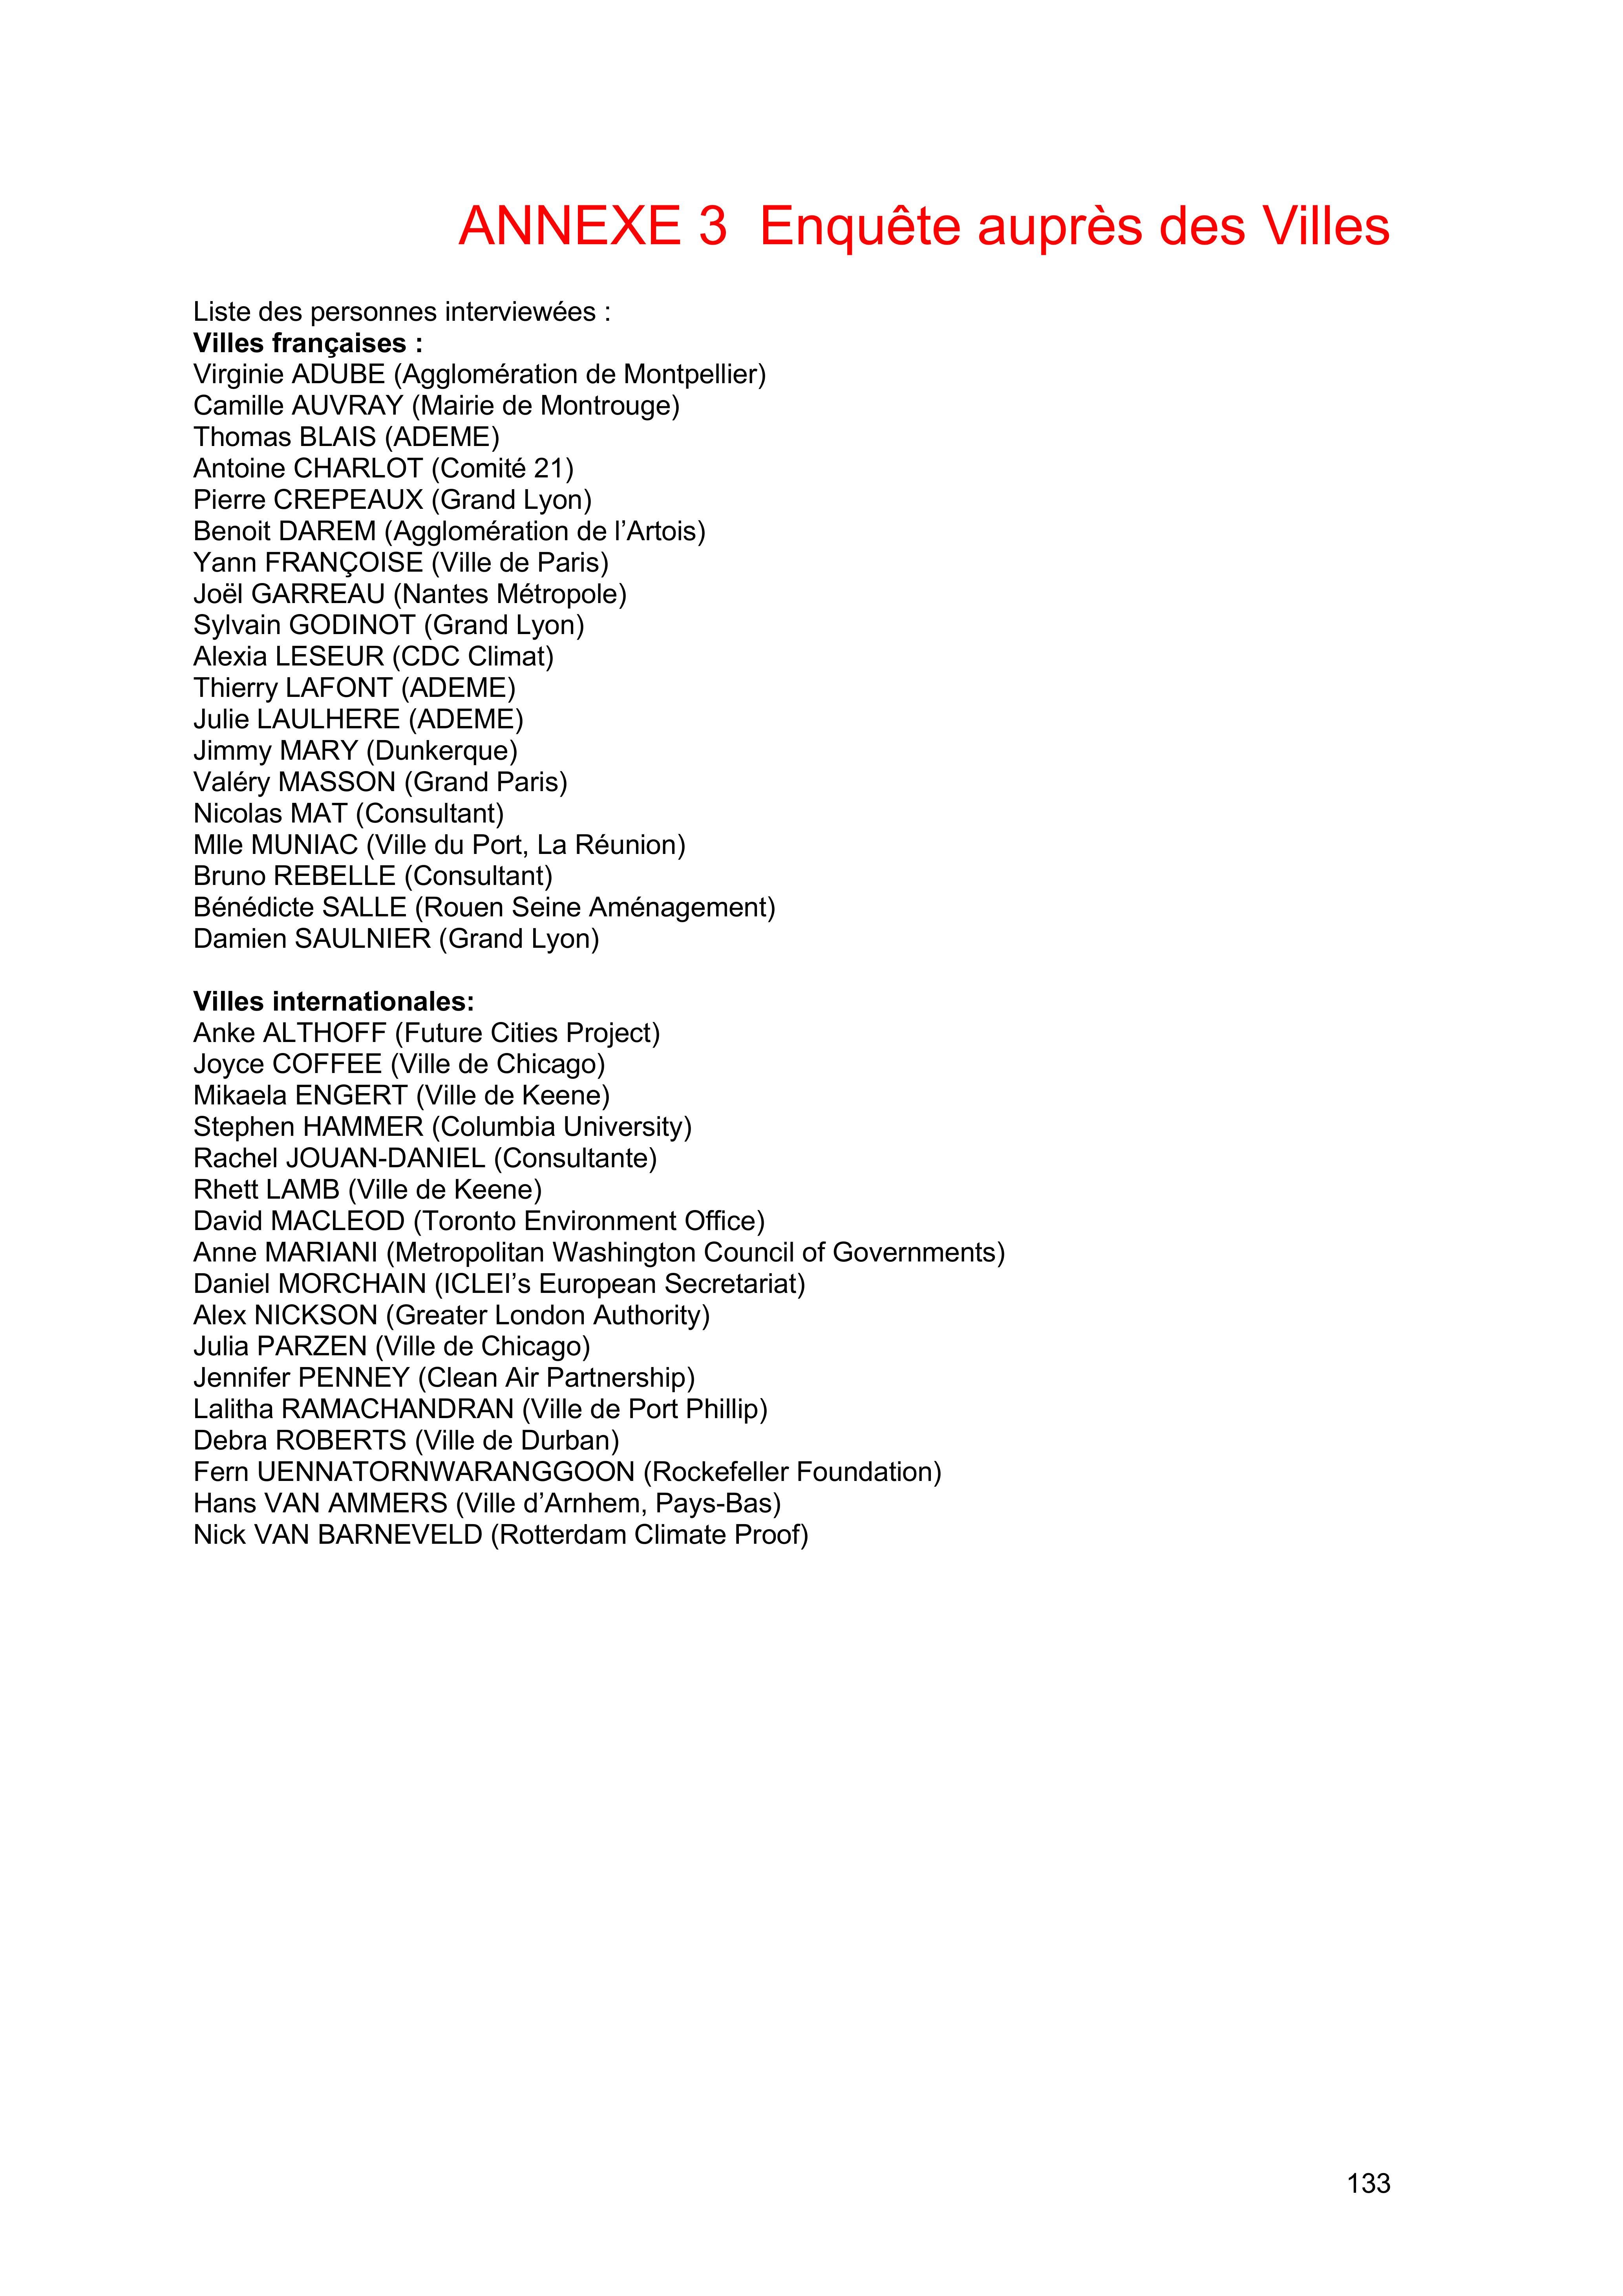 ANNEXE 3  Enquête auprès des Villes
Liste des personnes interviewées :
Villes françaises :
Virginie ADUBE (Agglomération de Montpellier)
Camille AUVRAY (Mairie de Montrouge)
Thomas BLAIS (ADEME)
Antoine CHARLOT (Comité 21)
Pierre CREPEAUX (Grand Lyon)
Benoit DAREM (Agglomération de l’Artois)
Yann FRANÇOISE (Ville de Paris)
Joël GARREAU (Nantes Métropole)
Sylvain GODINOT (Grand Lyon)
Alexia LESEUR (CDC Climat)
Thierry LAFONT (ADEME)
Julie LAULHERE (ADEME)
Jimmy MARY (Dunkerque)
Valéry MASSON (Grand Paris)
Nicolas MAT (Consultant)
Mlle MUNIAC (Ville du Port, La Réunion)
Bruno REBELLE (Consultant)
Bénédicte SALLE (Rouen Seine Aménagement)
Damien SAULNIER (Grand Lyon)
Villes internationales:
Anke ALTHOFF (Future Cities Project)
Joyce COFFEE (Ville de Chicago)
Mikaela ENGERT (Ville de Keene)
Stephen HAMMER (Columbia University)
Rachel JOUAN-DANIEL (Consultante)
Rhett LAMB (Ville de Keene)
David MACLEOD (Toronto Environment Office)
Anne MARIANI (Metropolitan Washington Council of Governments)
Daniel MORCHAIN (ICLEI’s European Secretariat)
Alex NICKSON (Greater London Authority)
Julia PARZEN (Ville de Chicago)
Jennifer PENNEY (Clean Air Partnership)
Lalitha RAMACHANDRAN (Ville de Port Phillip)
Debra ROBERTS (Ville de Durban)
Fern UENNATORNWARANGGOON (Rockefeller Foundation)
Hans VAN AMMERS (Ville d’Arnhem, Pays-Bas)
Nick VAN BARNEVELD (Rotterdam Climate Proof)
133